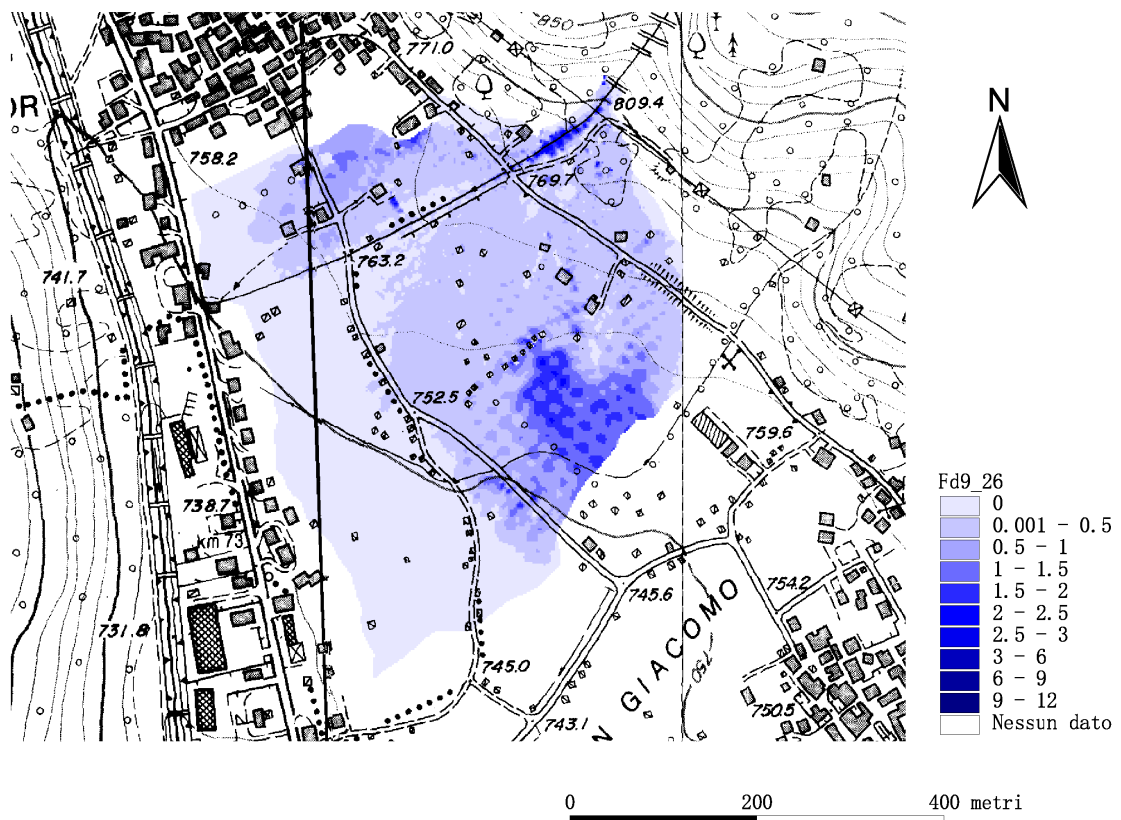 850
771.0
OR
809.4
N
758.2
769.7
741.7
763.2
752.5
759.6
738.7
km 73
754.2
745.6
731.8
N GIACOMO
745.0
750
750.5
743.1
Fd9_26
0
0.001 - 0.5
0.5 - 1
1 - 1.5
1.5 - 2
2 - 2.5
2.5 - 3
3 - 6
6 - 9
9 - 12
Nessun dato
0 200 400 metri